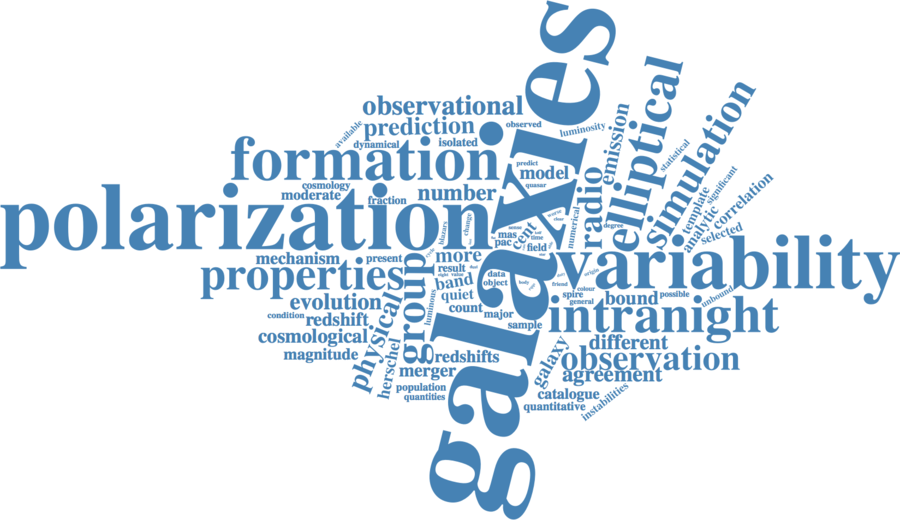 galaxies
polarization
variability
formation
elliptical
simulation
intranight
properties
group
observation
observational
prediction
radio
physical
emission
number
model
more
evolution
cosmological
redshift
magnitude
herschel
merger
redshifts
band
quiet
count
major
sample
bound
different
agreement
galaxy
catalogue
quantitative
instabilities
population
quantities
luminous
condition
mechanism
present
moderate
cosmology
fraction
available
dynamical
isolated
observed
luminosity
predict
quasar
cent
pac
mas
field
time
numerical
degree
statistical
template
significant
analytic
correlation
selected
unbound
possible
spire
general
colour
friend
data
object
result
value
blazars
change
body
origin